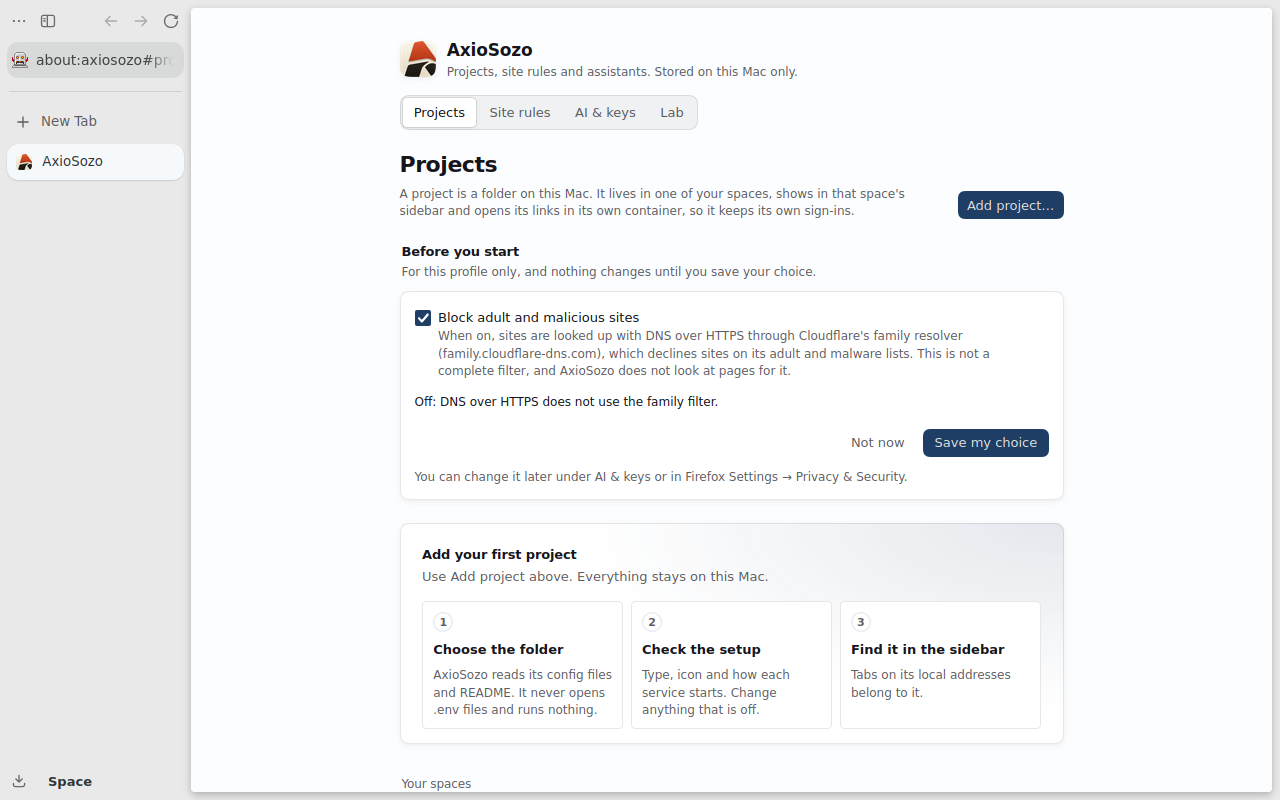 about:axiosozo#pr
New Tab
AxioSozo
Space
AxioSozo
Projects, site rules and assistants. Stored on this Mac only.
Projects
Site rules
AI & keys
Lab
Projects
A project is a folder on this Mac. It lives in one of your spaces, shows in that space's
sidebar and opens its links in its own container, so it keeps its own sign-ins.
Add project…
Before you start
For this profile only, and nothing changes until you save your choice.
Block adult and malicious sites
When on, sites are looked up with DNS over HTTPS through Cloudflare's family resolver
(family.cloudflare-dns.com), which declines sites on its adult and malware lists. This is not a
complete filter, and AxioSozo does not look at pages for it.
Off: DNS over HTTPS does not use the family filter.
Not now
Save my choice
You can change it later under AI & keys or in Firefox Settings → Privacy & Security.
Add your first project
Use Add project above. Everything stays on this Mac.
1
Choose the folder
AxioSozo reads its config files
and README. It never opens
.env files and runs nothing.
2
Check the setup
Type, icon and how each
service starts. Change
anything that is off.
3
Find it in the sidebar
Tabs on its local addresses
belong to it.
Your spaces